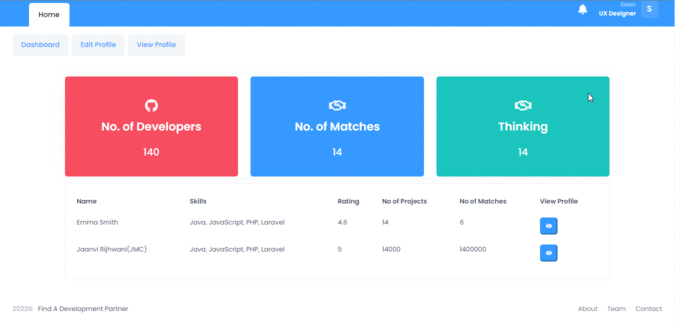 Home
Sean
UX Designer
S
Dashboard
Edit Profile
View Profile
No. of Developers
140
No. of Matches
14
Thinking
14
Name Skills Rating No of Projects No of Matches View Profile
Emma Smith Java, JavaScript, PHP, Laravel 4.6 14 6
Jaanvi Rijhwani(JMC) Java, JavaScript, PHP, Laravel 5 14000 1400000
2022© Find A Development Partner
About Team Contact